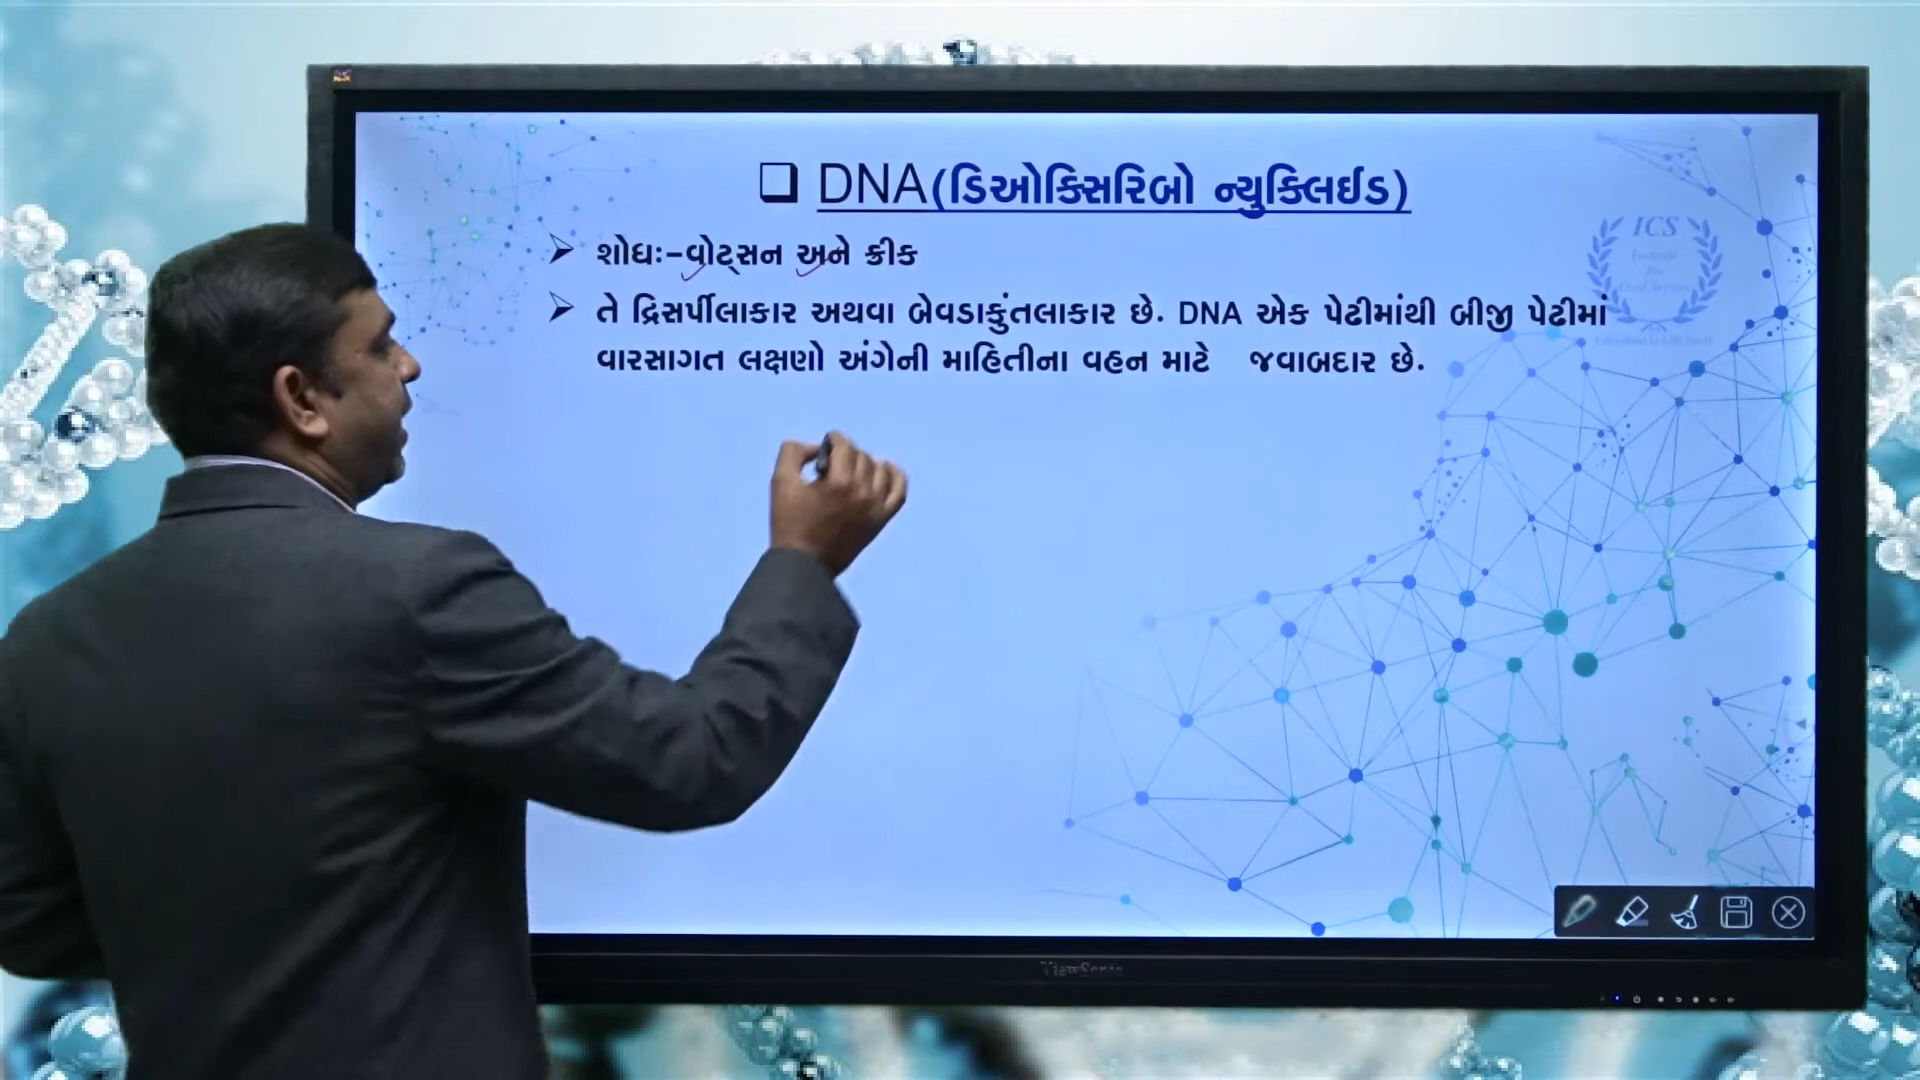 ❑ DNA(ડિઓક્સિરિબો ન્યુક્લિઈડ)
➢ શોધઃ-વોટ્સન અને ક્રીક
➢ તે દ્રિસર્પીલાકાર અથવા બેવડાકુંતલાકાર છે. DNA એક પેઢીમાંથી બીજી પેઢીમાં
વારસાગત લક્ષણો અંગેની માહિતીના વહન માટે જવાબદાર છે.
ICS
ViewSonic